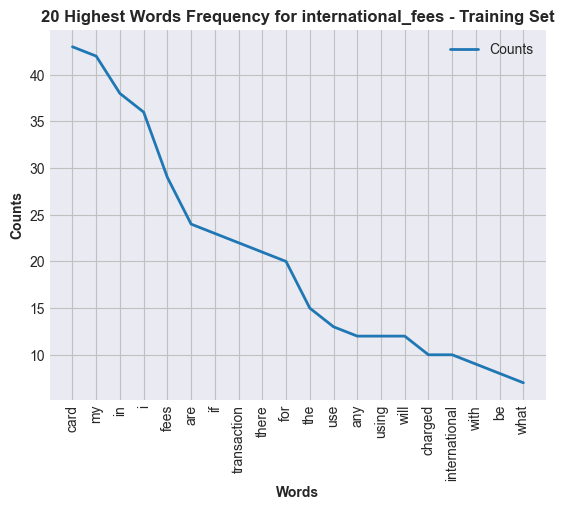 20 Highest Words Frequency for international_fees - Training Set
Counts
Counts
40
35
30
25
20
15
10
card
my
in
i
fees
are
if
transaction
there
for
the
use
any
using
will
charged
international
with
be
what
Words